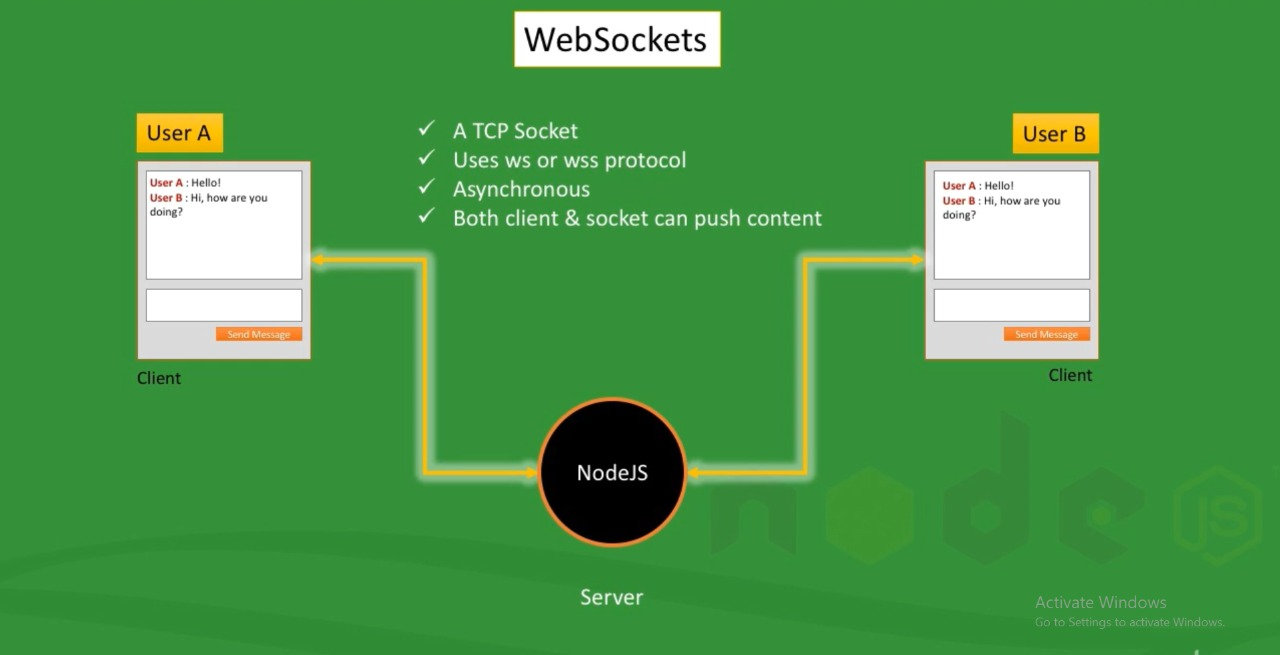 WebSockets
User A
User B
✓ A TCP Socket
✓ Uses ws or wss protocol
✓ Asynchronous
✓ Both client & socket can push content
User A : Hello!
User B : Hi, how are you
doing?
Send Message
Client
User A : Hello!
User B : Hi, how are you
doing?
Send Message
Client
NodeJS
Server
node
JS
Activate Windows
Go to Settings to activate Windows.